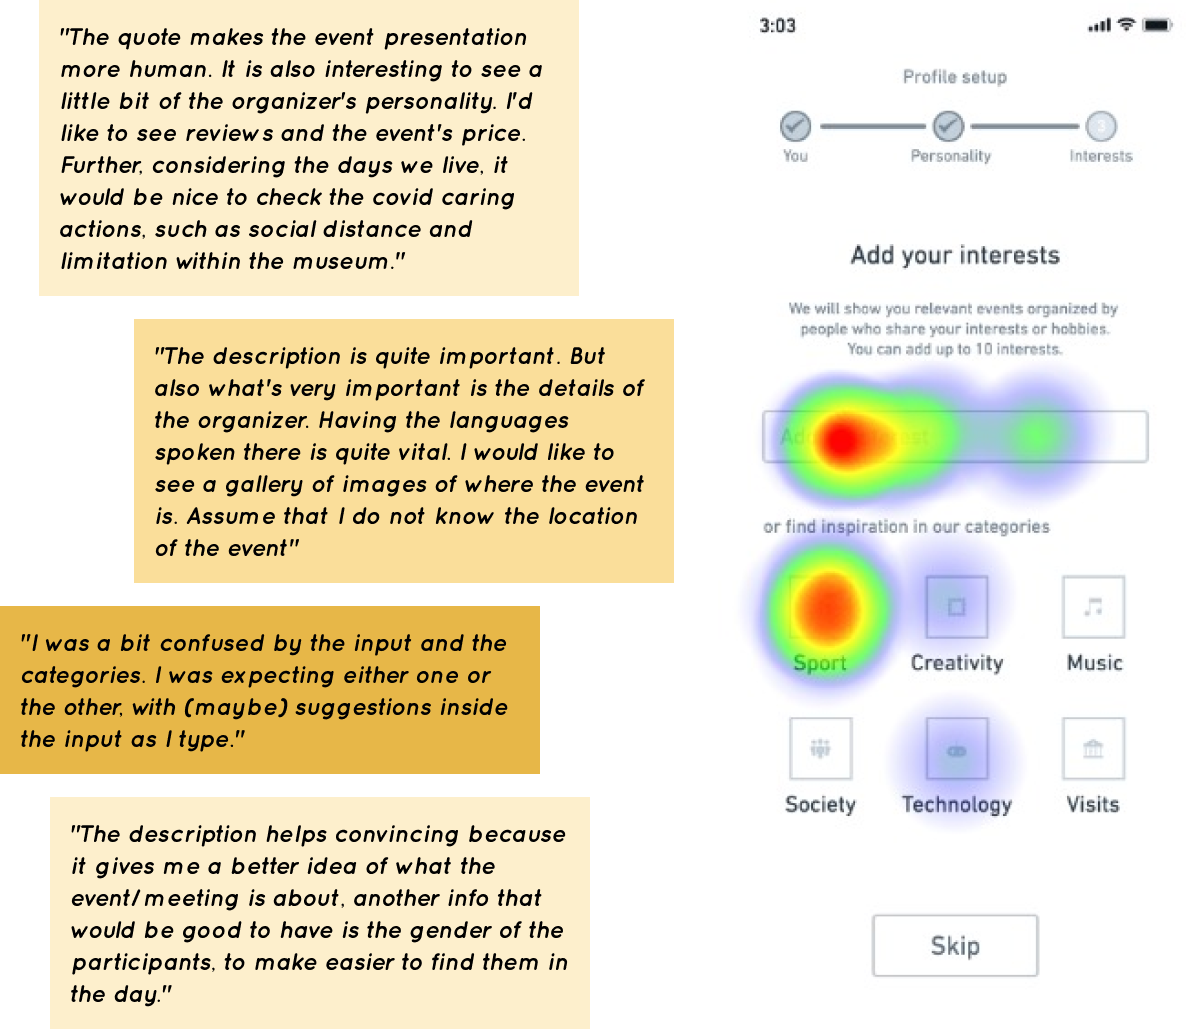 "The quote makes the event presentation
more human. It is also interesting to see a
little bit of the organizer's personality. I'd
like to see reviews and the event's price.
Further, considering the days we live, it
would be nice to check the covid caring
actions, such as social distance and
limitation within the museum."
"The description is quite important. But
also what's very important is the details of
the organizer. Having the languages
spoken there is quite vital. I would like to
see a gallery of images of where the event
is. Assume that I do not know the location
of the event"
"I was a bit confused by the input and the
categories. I was expecting either one or
the other, with (maybe) suggestions inside
the input as I type."
"The description helps convincing because
it gives me a better idea of what the
event/meeting is about, another info that
would be good to have is the gender of the
participants, to make easier to find them in
the day."
3:03
Profile setup
3
You Personality Interests
Add your interests
We will show you relevant events organized by
people who share your interests or hobbies.
You can add up to 10 interests.
or find inspiration in our categories
Sport Creativity Music
Society Technology Visits
Skip